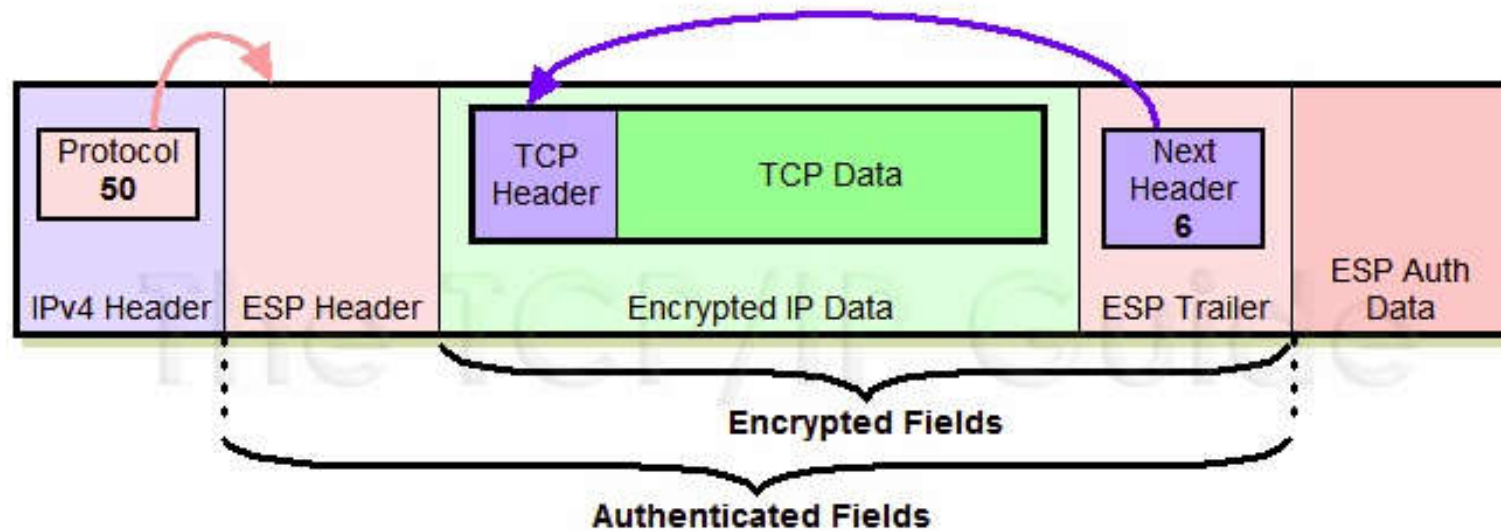 Protocol
50
TCP
Header
TCP Data
Next
Header
6
IPv4 Header
ESP Header
Encrypted IP Data
ESP Trailer
ESP Auth
Data
The TCP/IP Guide
Encrypted Fields
Authenticated Fields